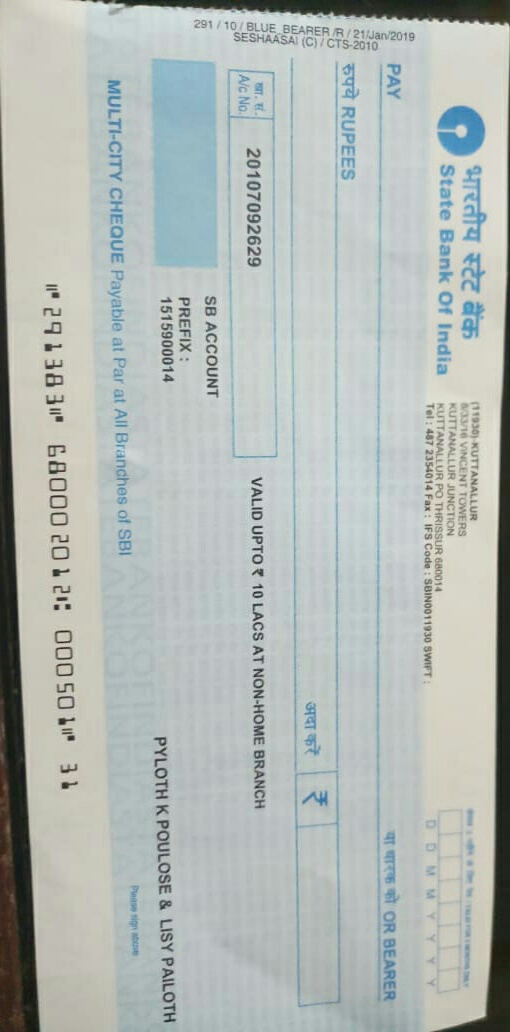 भारतीय स्टेट बैंक
State Bank Of India
(11930)-KUTTANALLUR
8/33/16 VINCENT TOWERS
KUTTANALLUR JUNCTION
KUTTANALLUR PO THRISSUR 680014
Tel : 487 2354014 Fax : IFS Code : SBIN0011930 SWIFT :
D D M M Y Y Y Y
PAY
या धारक को OR BEARER
रुपये RUPEES
अदा करें ₹
खा. सं.
A/c No.
20107092629
VALID UPTO ₹ 10 LACS AT NON-HOME BRANCH
SB ACCOUNT
PREFIX :
1515900014
PYLOTH K POULOSE & LISY PAILOTH
MULTI-CITY CHEQUE Payable at Par at All Branches of SBI
Please sign above
⑈291383⑈ 680002012⑆ 000501⑈ 31
291 / 10 / BLUE_BEARER /R / 21/Jan/2019
SESHAASAI (C) / CTS-2010